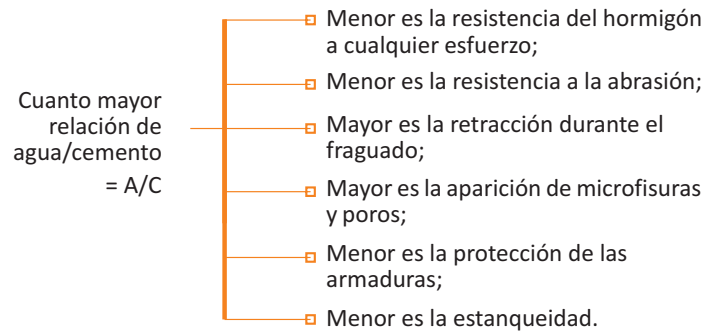 Cuanto mayor
relación de
agua/cemento
= A/C
Menor es la resistencia del hormigón
a cualquier esfuerzo;
Menor es la resistencia a la abrasión;
Mayor es la retracción durante el
fraguado;
Mayor es la aparición de microfisuras
y poros;
Menor es la protección de las
armaduras;
Menor es la estanqueidad.